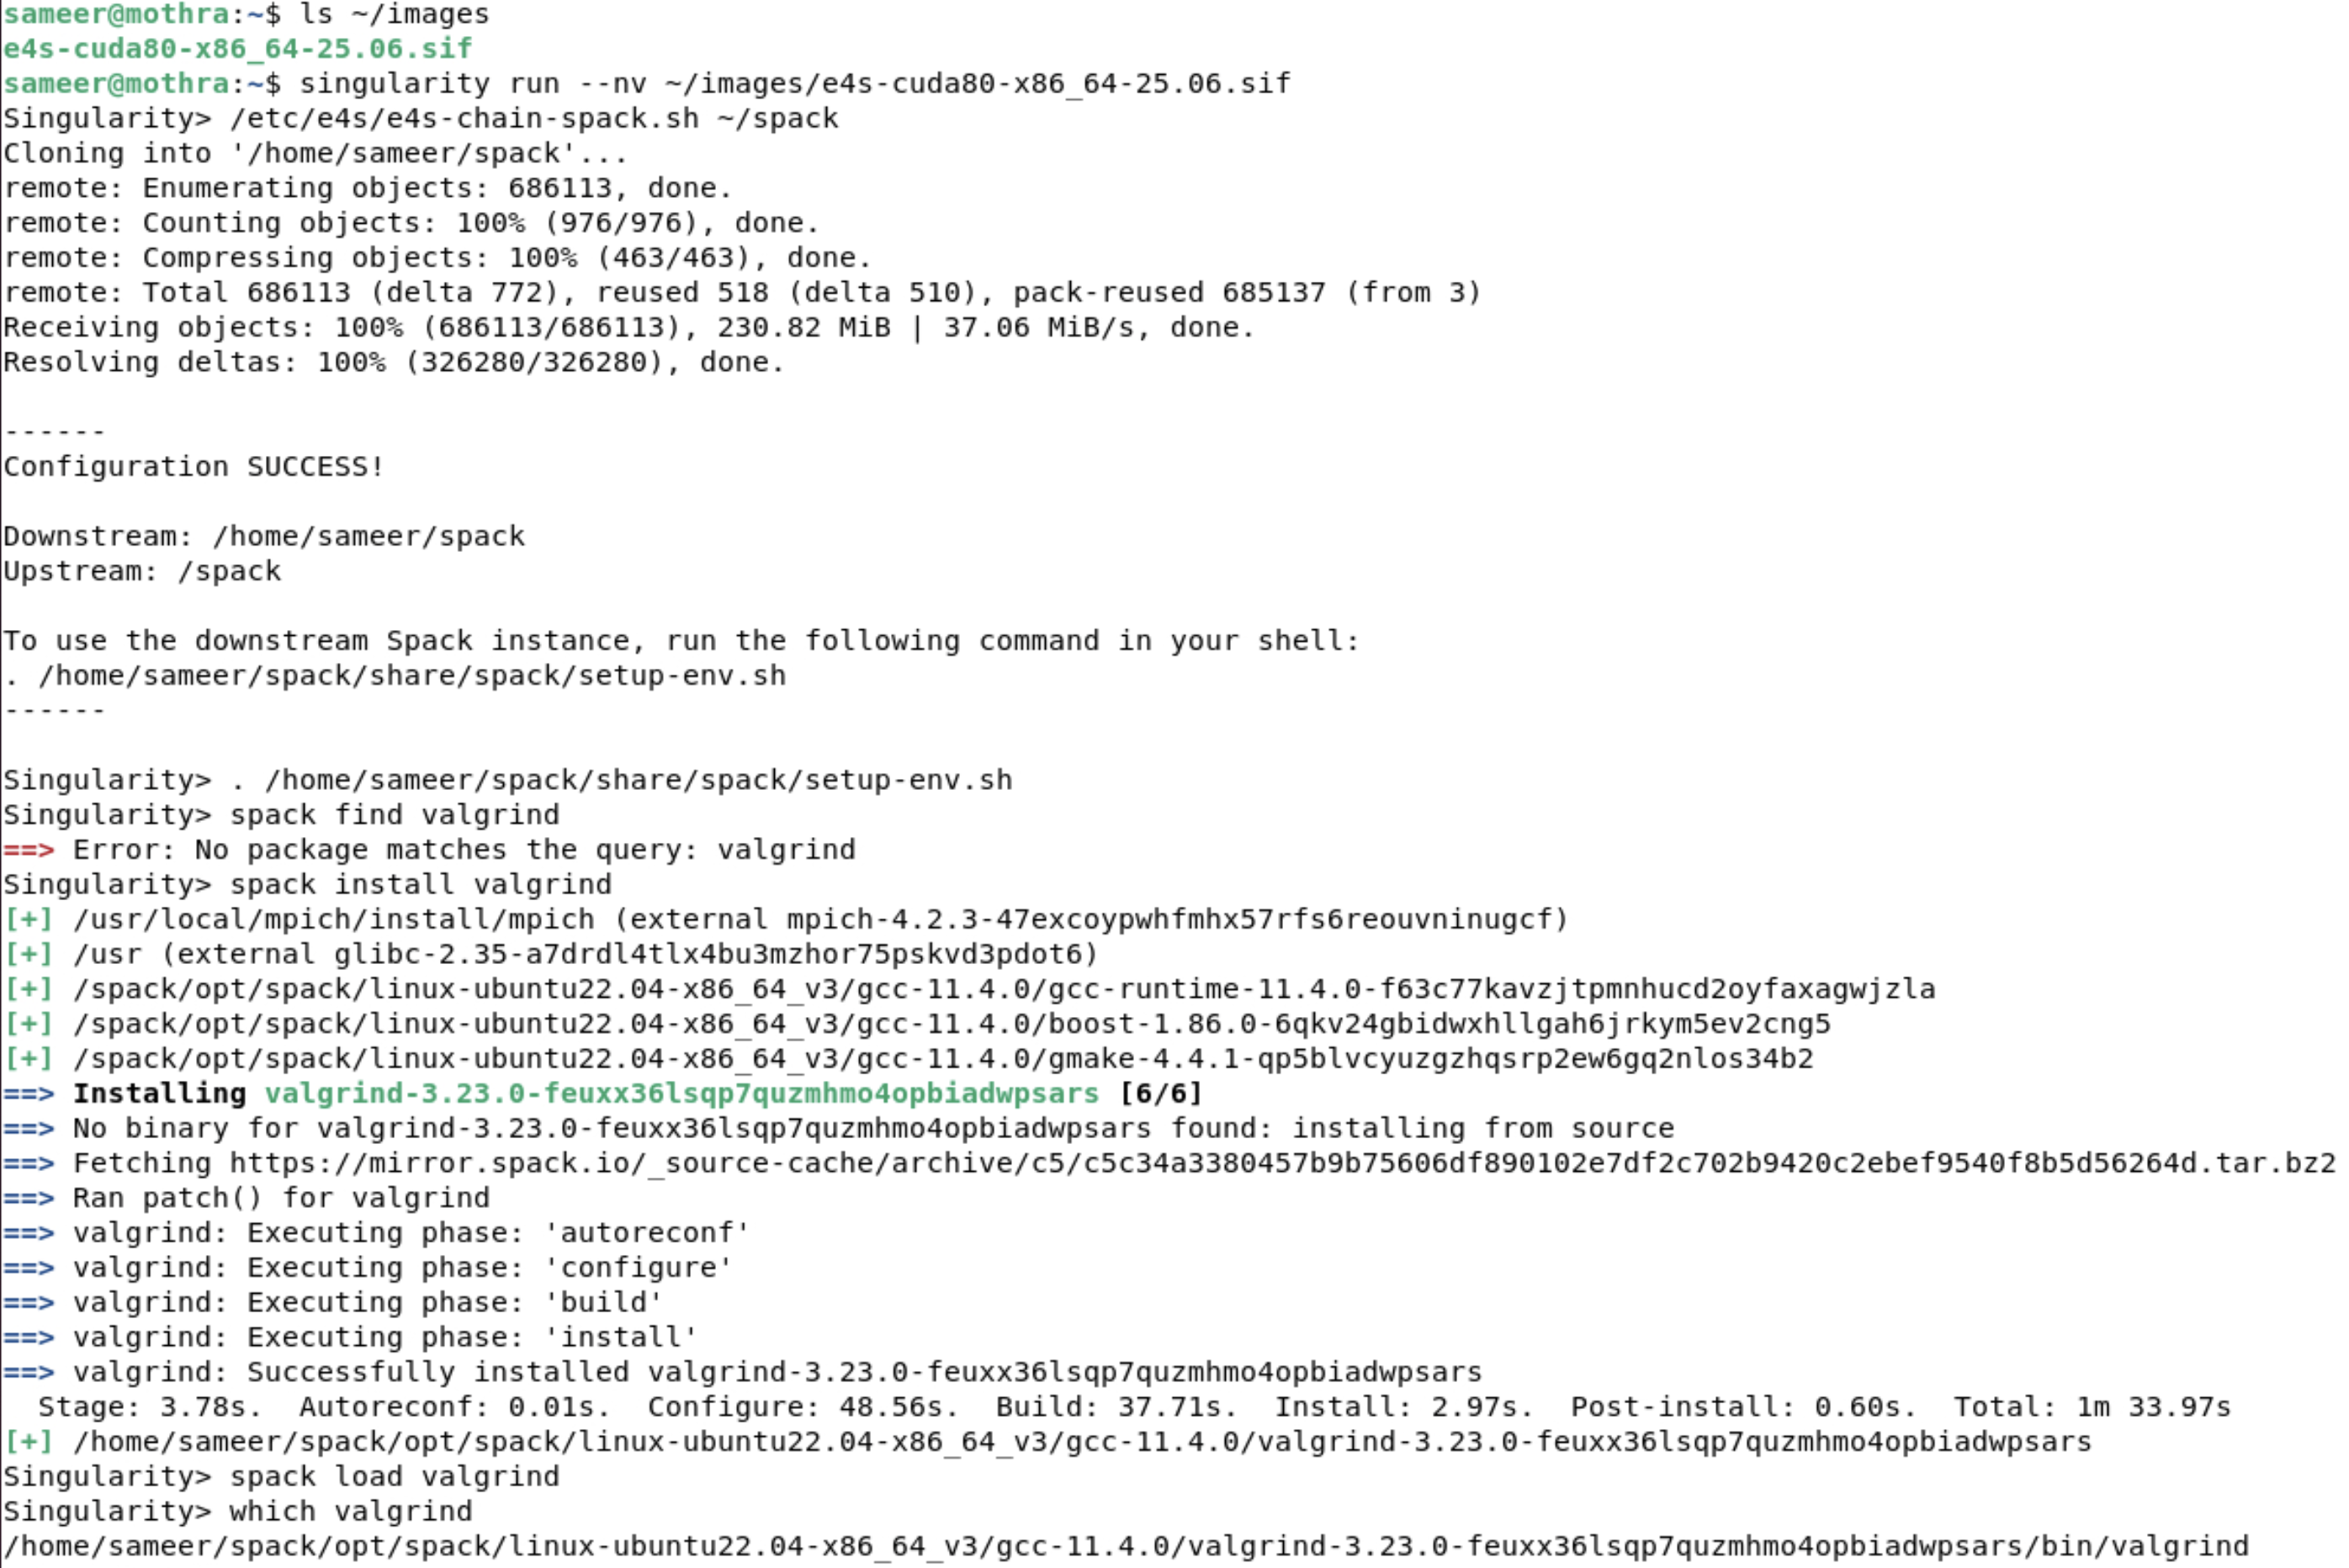 sameer@mothra:~$ ls ~/images
e4s-cuda80-x86_64-25.06.sif
sameer@mothra:~$ singularity run --nv ~/images/e4s-cuda80-x86_64-25.06.sif
Singularity> /etc/e4s/e4s-chain-spack.sh ~/spack
Cloning into '/home/sameer/spack'...
remote: Enumerating objects: 686113, done.
remote: Counting objects: 100% (976/976), done.
remote: Compressing objects: 100% (463/463), done.
remote: Total 686113 (delta 772), reused 518 (delta 510), pack-reused 685137 (from 3)
Receiving objects: 100% (686113/686113), 230.82 MiB | 37.06 MiB/s, done.
Resolving deltas: 100% (326280/326280), done.
------
Configuration SUCCESS!
Downstream: /home/sameer/spack
Upstream: /spack
To use the downstream Spack instance, run the following command in your shell:
. /home/sameer/spack/share/spack/setup-env.sh
------
Singularity> . /home/sameer/spack/share/spack/setup-env.sh
Singularity> spack find valgrind
==> Error: No package matches the query: valgrind
Singularity> spack install valgrind
[+] /usr/local/mpich/install/mpich (external mpich-4.2.3-47excoypwhfmhx57rfs6reouvninugcf)
[+] /usr (external glibc-2.35-a7drdl4tlx4bu3mzhor75pskvd3pdot6)
[+] /spack/opt/spack/linux-ubuntu22.04-x86_64_v3/gcc-11.4.0/gcc-runtime-11.4.0-f63c77kavzjtpmnhucd2oyfaxagwjzla
[+] /spack/opt/spack/linux-ubuntu22.04-x86_64_v3/gcc-11.4.0/boost-1.86.0-6qkv24gbidwxhllgah6jrkym5ev2cng5
[+] /spack/opt/spack/linux-ubuntu22.04-x86_64_v3/gcc-11.4.0/gmake-4.4.1-qp5blvcyuzgzhqsrp2ew6gq2nlos34b2
==> Installing valgrind-3.23.0-feuxx36lsqp7quzmhmo4opbiadwpsars [6/6]
==> No binary for valgrind-3.23.0-feuxx36lsqp7quzmhmo4opbiadwpsars found: installing from source
==> Fetching https://mirror.spack.io/_source-cache/archive/c5/c5c34a3380457b9b75606df890102e7df2c702b9420c2ebef9540f8b5d56264d.tar.bz2
==> Ran patch() for valgrind
==> valgrind: Executing phase: 'autoreconf'
==> valgrind: Executing phase: 'configure'
==> valgrind: Executing phase: 'build'
==> valgrind: Executing phase: 'install'
==> valgrind: Successfully installed valgrind-3.23.0-feuxx36lsqp7quzmhmo4opbiadwpsars
  Stage: 3.78s.  Autoreconf: 0.01s.  Configure: 48.56s.  Build: 37.71s.  Install: 2.97s.  Post-install: 0.60s.  Total: 1m 33.97s
[+] /home/sameer/spack/opt/spack/linux-ubuntu22.04-x86_64_v3/gcc-11.4.0/valgrind-3.23.0-feuxx36lsqp7quzmhmo4opbiadwpsars
Singularity> spack load valgrind
Singularity> which valgrind
/home/sameer/spack/opt/spack/linux-ubuntu22.04-x86_64_v3/gcc-11.4.0/valgrind-3.23.0-feuxx36lsqp7quzmhmo4opbiadwpsars/bin/valgrind